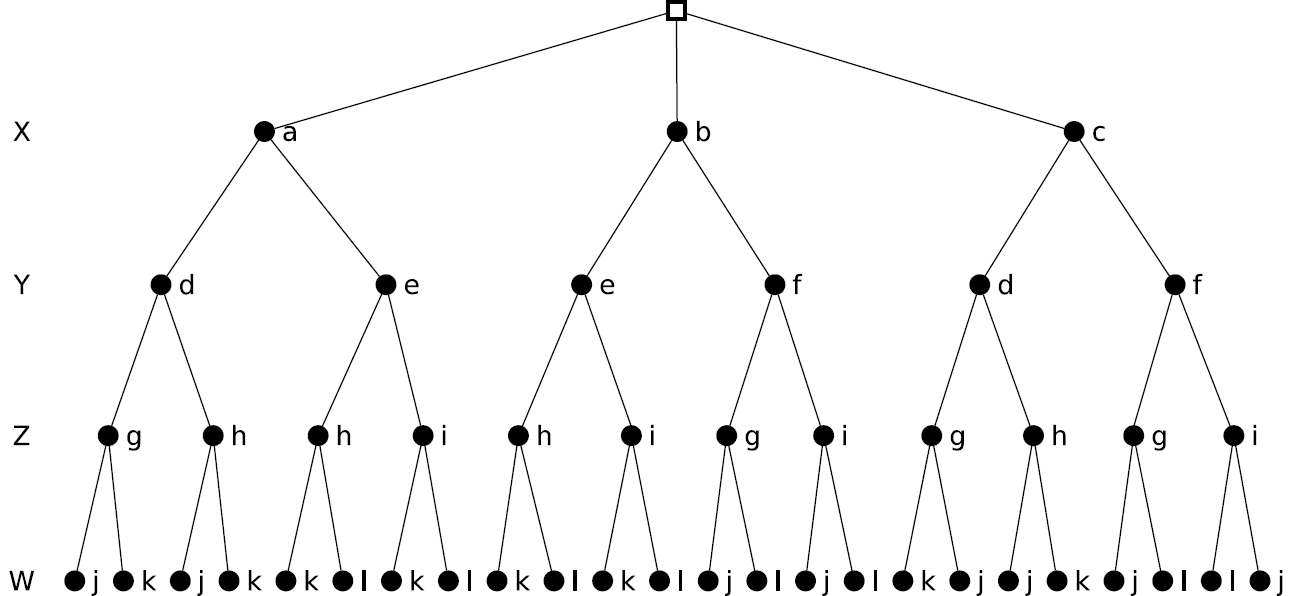 X a b c
Y d e e f d f
Z g h h i h i g i g h g i
W j k j k k l k l k l k l j l j l k j j k j l l j